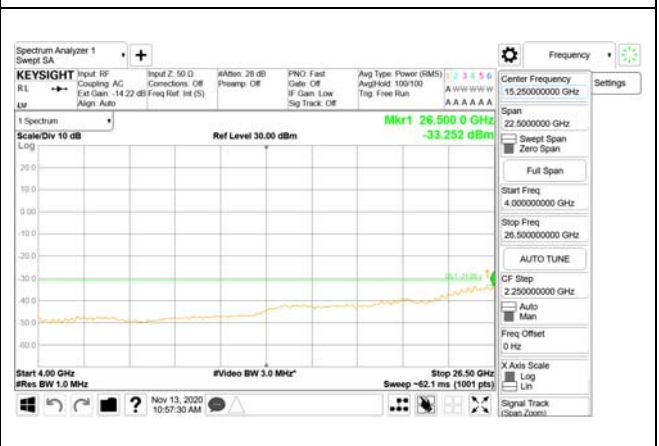 Spectrum Analyzer 1
Swept SA
Frequency
KEYSIGHT
RL
Input: RF
Coupling: AC
Ext Gain: -14.22 dB
Align: Auto
Input Z: 50 Ω
Corrections: Off
Freq Ref: Int (S)
#Atten: 28 dB
Preamp: Off
PNO: Fast
Gate: Off
IF Gain: Low
Sig Track: Off
Avg Type: Power (RMS)
Avg|Hold: 100/100
Trig: Free Run
1 2 3 4 5 6
A W W W W W
A A A A A A
Center Frequency
15.250000000 GHz
Settings
Span
22.5000000 GHz
Swept Span
Zero Span
Full Span
Start Freq
4.000000000 GHz
Stop Freq
26.500000000 GHz
AUTO TUNE
CF Step
2.250000000 GHz
Auto
Man
Freq Offset
0 Hz
X Axis Scale
Log
Lin
Signal Track
(Span Zoom)
1 Spectrum
Scale/Div 10 dB
Ref Level 30.00 dBm
Mkr1 26.500 0 GHz
-33.252 dBm
Log
20.0
10.0
0.00
-10.0
-20.0
-30.0
-40.0
-50.0
-60.0
1
Start 4.00 GHz
#Video BW 3.0 MHz*
Stop 26.50 GHz
#Res BW 1.0 MHz
Sweep ~62.1 ms (1001 pts)
?
Nov 13, 2020
10:57:30 AM